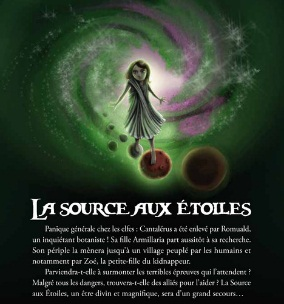 LA SOURCE AUX ÉTOILES
Panique générale chez les elfes : Cantalérus a été enlevé par Romuald,
un inquiétant botaniste ! Sa fille Armillaria part aussitôt à sa recherche.
Son périple la mènera jusqu'à un village peuplé par les humains et
notamment par Zoé, la petite-fille du kidnappeur.
Parviendra-t-elle à surmonter les terribles épreuves qui l'attendent ?
Malgré tous les dangers, trouvera-t-elle des alliés pour l'aider ? La Source
aux Étoiles, un être divin et magnifique, sera d'un grand secours…